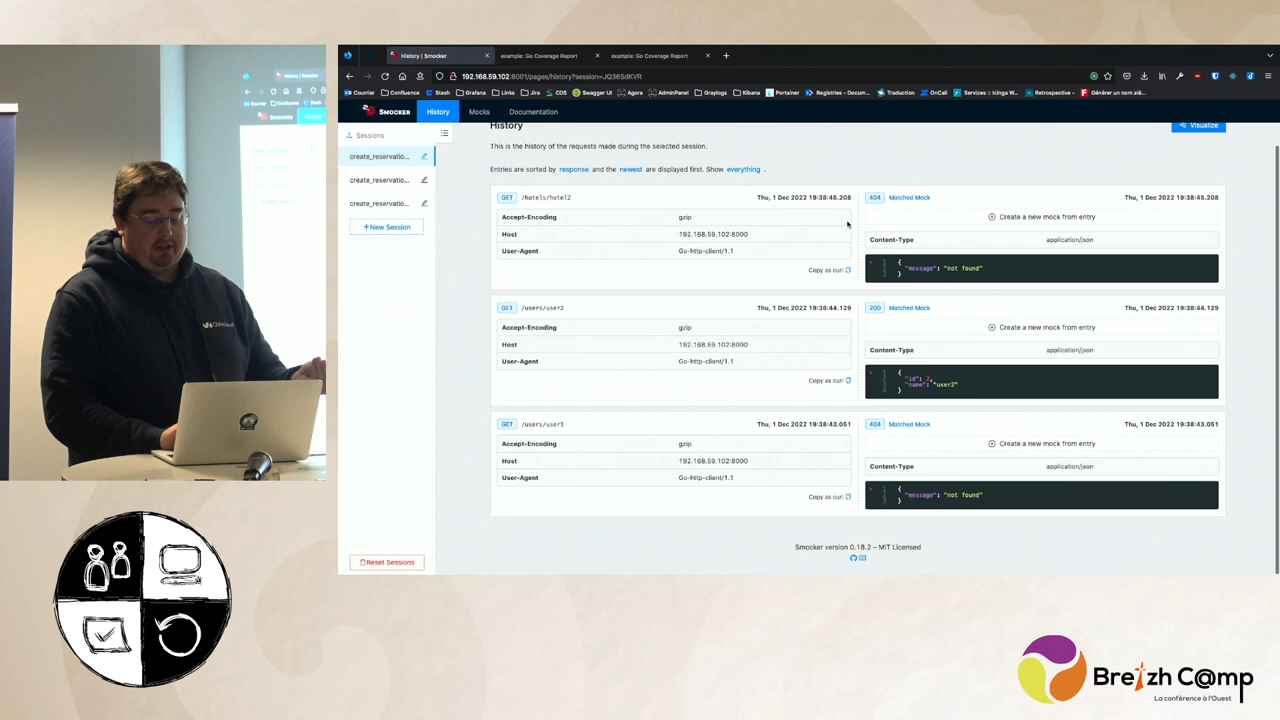 History | Smocker
example: Go Coverage Report
example: Go Coverage Report
192.168.59.102:8001/pages/history?session=JQ36SdKVR
Courrier Confluence Stash Grafana Links Jira CDS Swagger UI Agora AdminPanel Graylogs Kibana Portainer Registries - Docum... Traduction OnCall Services :: Icinga W... Retrospective -... Générer un nom alé...
SMOCKER History Mocks Documentation
Sessions
create_reservatio...
create_reservatio...
create_reservatio...
+ New Session
Reset Sessions
History
Visualize
This is the history of the requests made during the selected session.
Entries are sorted by response and the newest are displayed first. Show everything .
GET /hotels/hotel2 Thu, 1 Dec 2022 19:38:45.208
Accept-Encoding gzip
Host 192.168.59.102:8000
User-Agent Go-http-client/1.1
Copy as curl
404 Matched Mock Thu, 1 Dec 2022 19:38:45.208
Create a new mock from entry
Content-Type application/json
{
"message": "not found"
}
GET /users/user2 Thu, 1 Dec 2022 19:38:44.129
Accept-Encoding gzip
Host 192.168.59.102:8000
User-Agent Go-http-client/1.1
Copy as curl
200 Matched Mock Thu, 1 Dec 2022 19:38:44.129
Create a new mock from entry
Content-Type application/json
{
"id": 2,
"name": "user2"
}
GET /users/user1 Thu, 1 Dec 2022 19:38:43.051
Accept-Encoding gzip
Host 192.168.59.102:8000
User-Agent Go-http-client/1.1
Copy as curl
404 Matched Mock Thu, 1 Dec 2022 19:38:43.051
Create a new mock from entry
Content-Type application/json
{
"message": "not found"
}
Smocker version 0.18.2 – MIT Licensed
Breizh C@mp
La conférence à l'Ouest